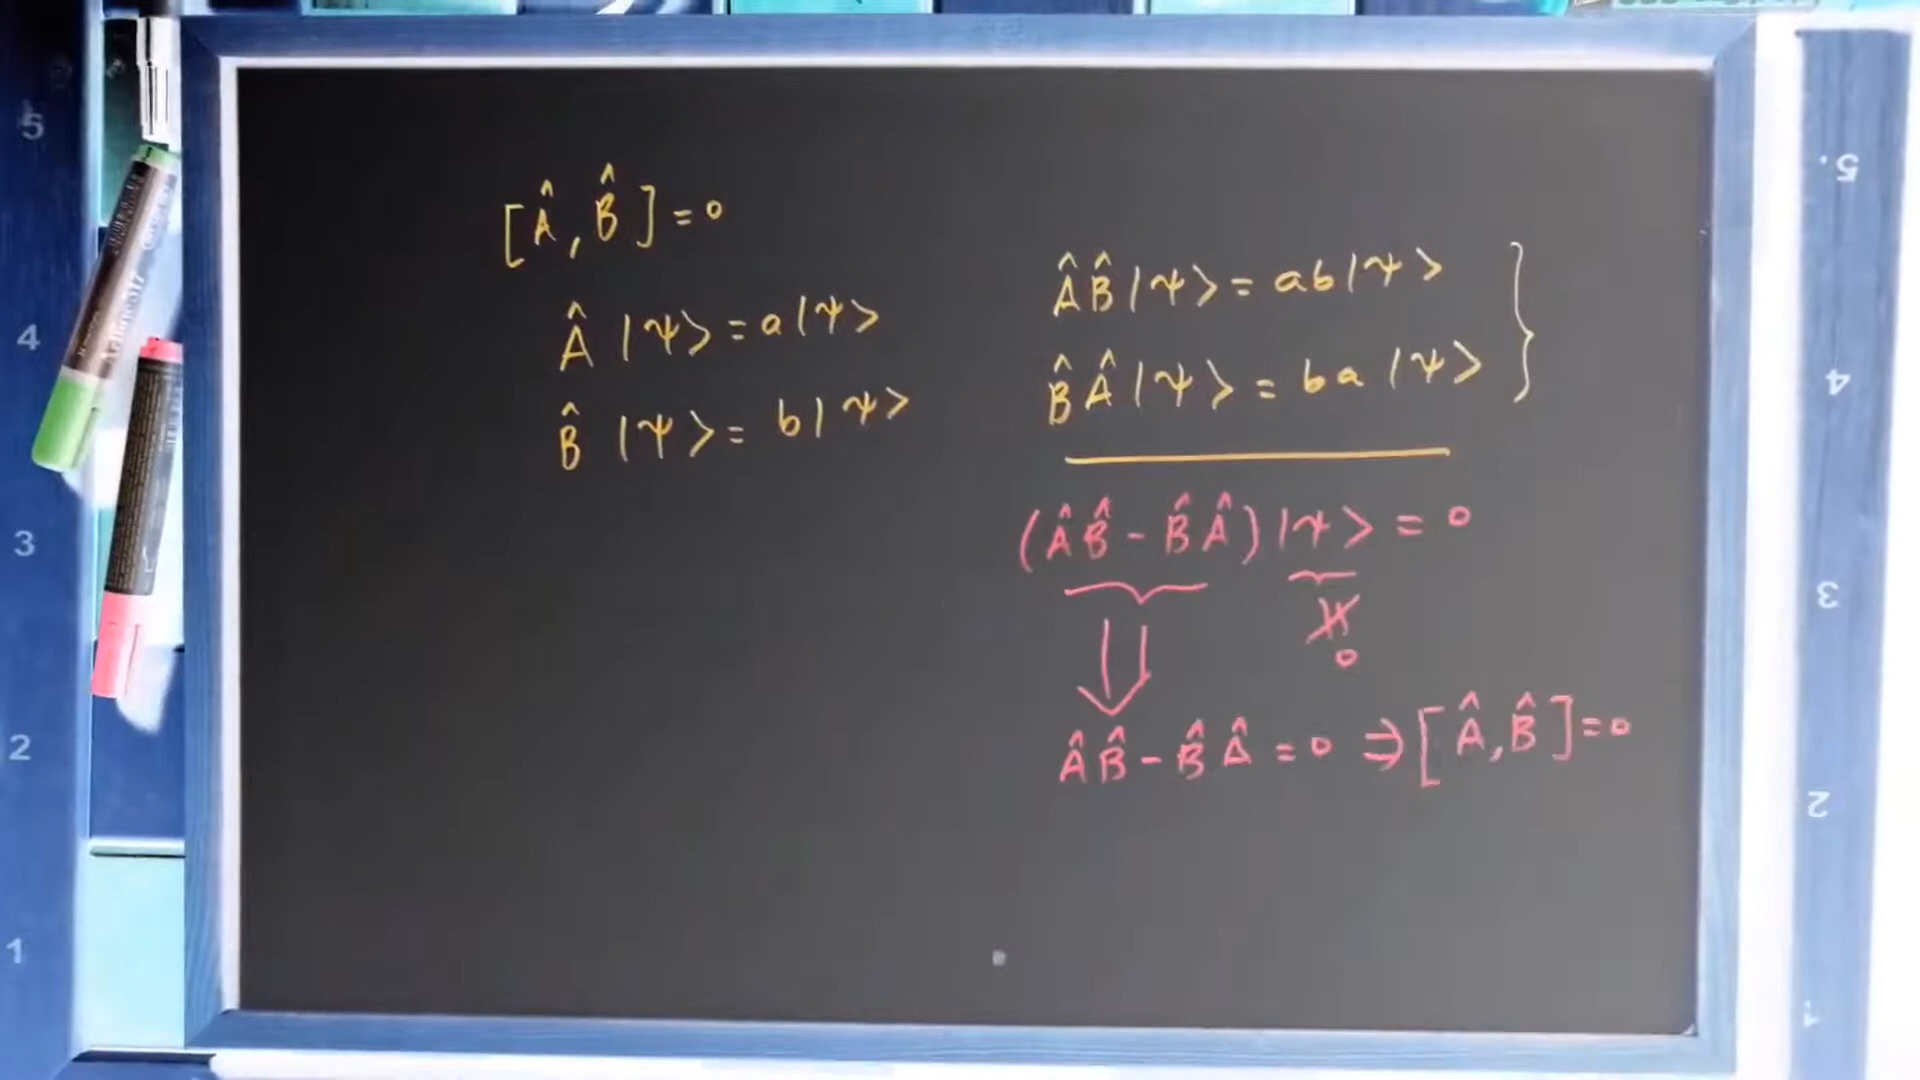 [Â, B̂] = 0
Â |ψ> = a|ψ>
B̂ |ψ> = b|ψ>
ÂB̂|ψ> = ab|ψ> }
B̂Â|ψ> = ba|ψ>
(ÂB̂ - B̂Â)|ψ> = 0
∦
0
ÂB̂ - B̂Â = 0 ⇒ [Â, B̂] = 0
5
4
3
2
1
5.
4
3
2
1